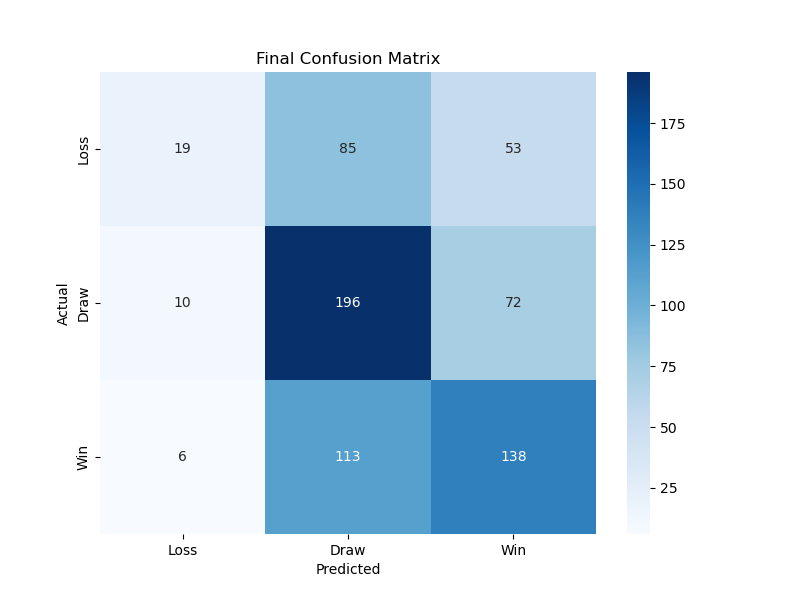 Final Confusion Matrix
Actual
Loss
19 85 53
Draw
10 196 72
Win
6 113 138
Loss Draw Win
Predicted
175
150
125
100
75
50
25